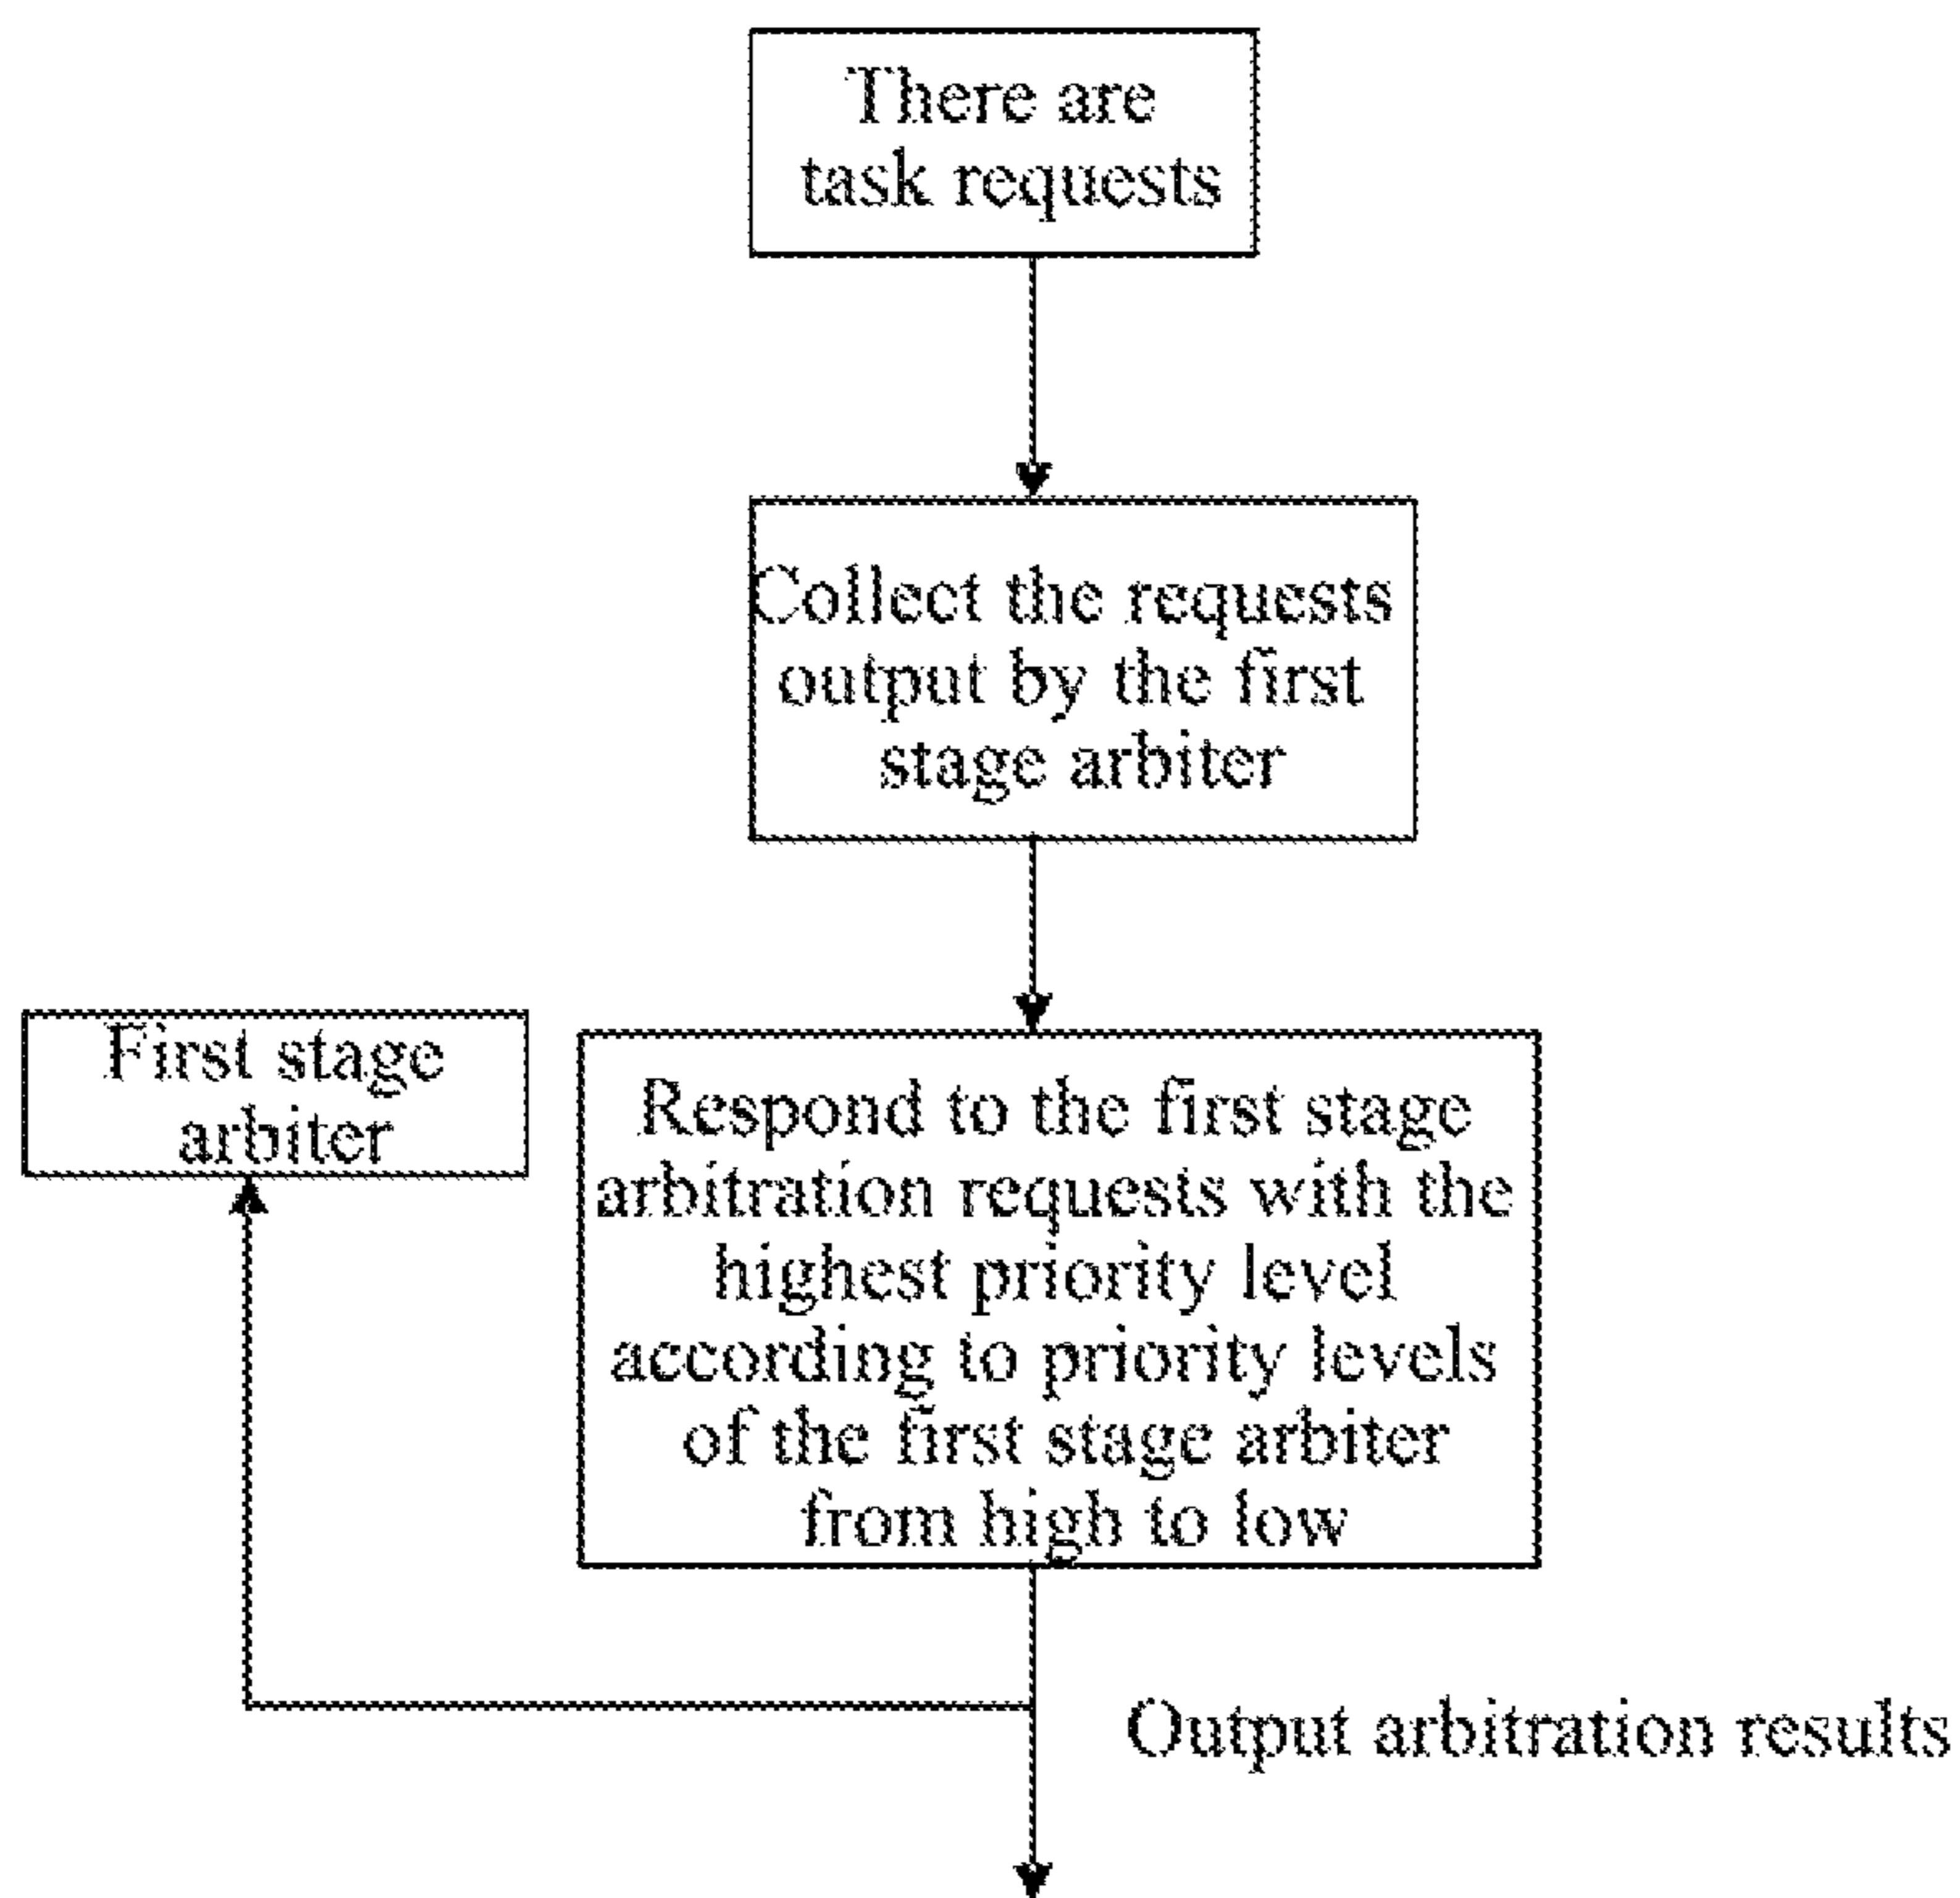 There are
task requests
Collect the requests
output by the first
stage arbiter
First stage
arbiter
Respond to the first stage
arbitration requests with the
highest priority level
according to priority levels
of the first stage arbiter
from high to low
Output arbitration results